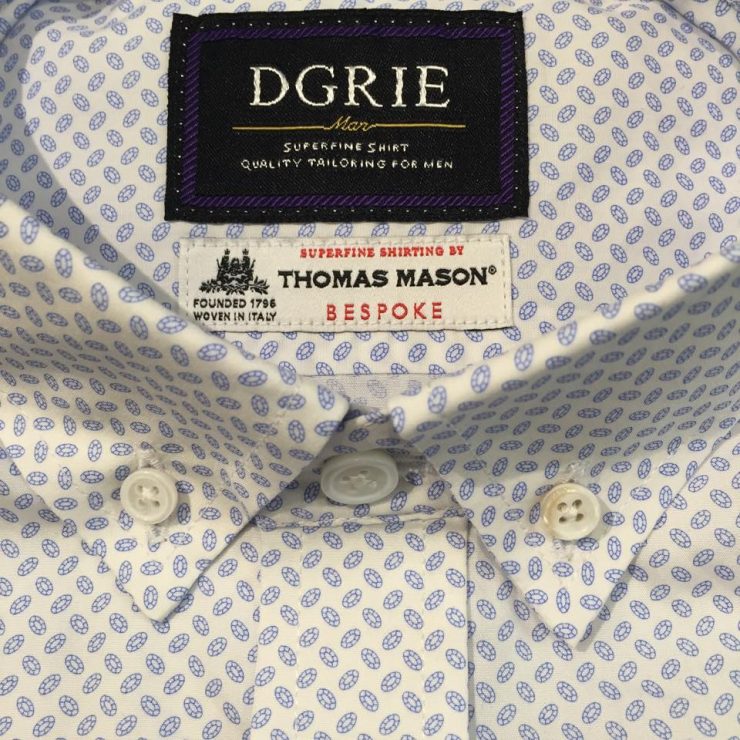 DGRIE
Man
SUPERFINE SHIRT
QUALITY TAILORING FOR MEN
SUPERFINE SHIRTING BY
THOMAS MASON®
BESPOKE
FOUNDED 1796
WOVEN IN ITALY